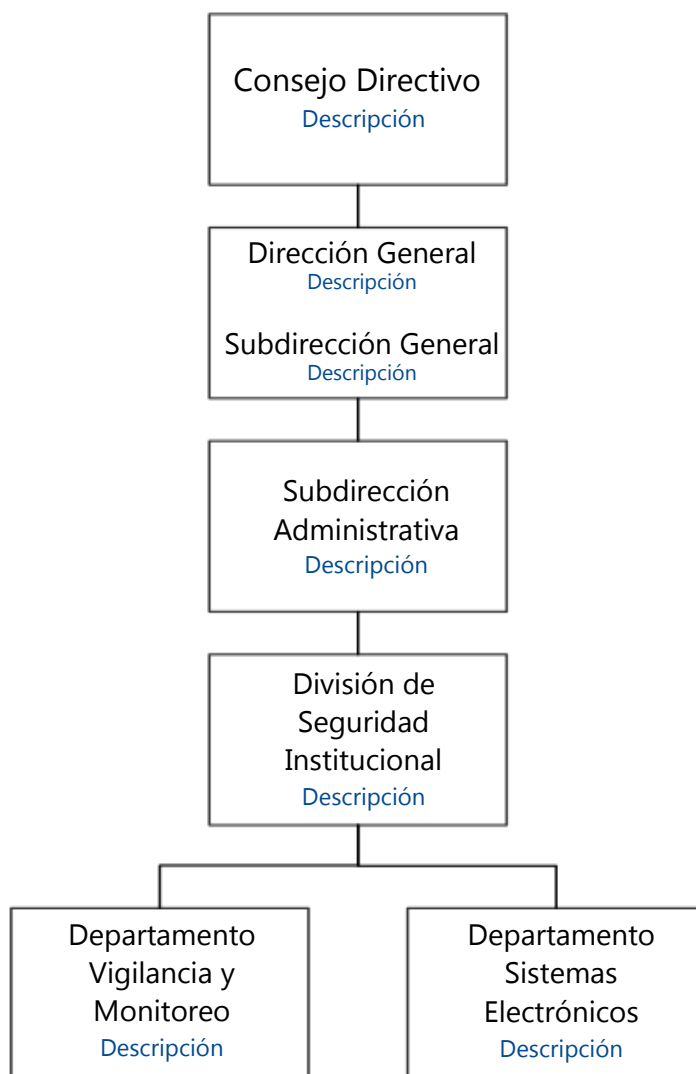 Consejo Directivo
Descripción
Dirección General
Descripción
Subdirección General
Descripción
Subdirección
Administrativa
Descripción
División de
Seguridad
Institucional
Descripción
Departamento
Vigilancia y
Monitoreo
Descripción
Departamento
Sistemas
Electrónicos
Descripción